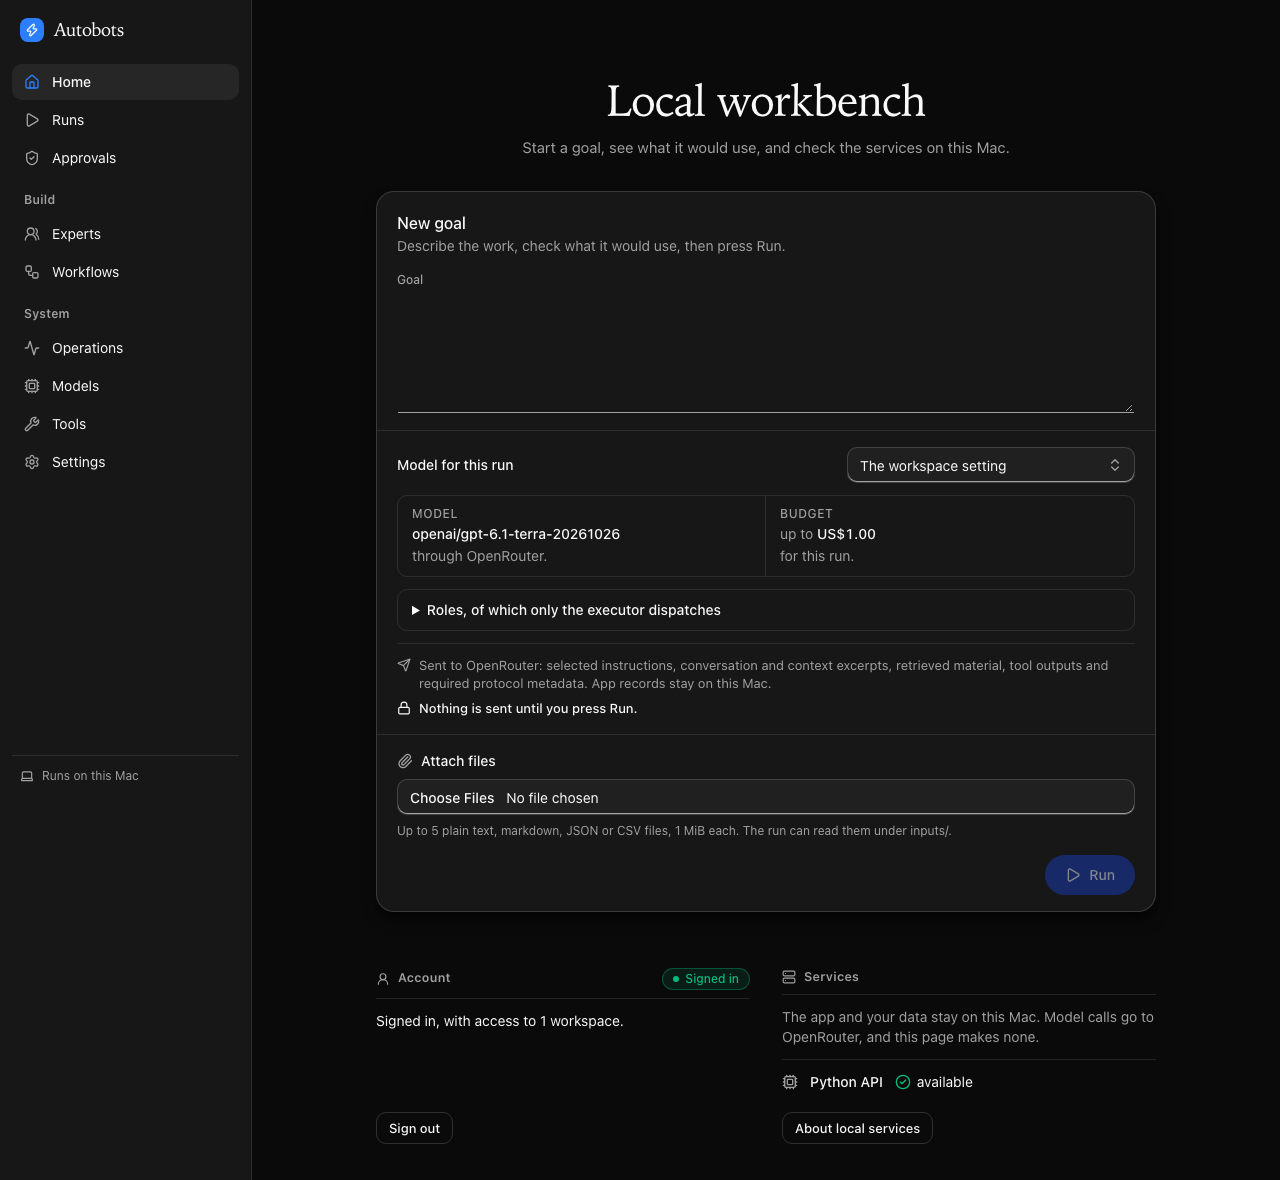 Autobots
Home
Runs
Approvals
Build
Experts
Workflows
System
Operations
Models
Tools
Settings
Runs on this Mac
Local workbench
Start a goal, see what it would use, and check the services on this Mac.
New goal
Describe the work, check what it would use, then press Run.
Goal
Model for this run
The workspace setting
MODEL
openai/gpt-6.1-terra-20261026
through OpenRouter.
BUDGET
up to US$1.00
for this run.
Roles, of which only the executor dispatches
Sent to OpenRouter: selected instructions, conversation and context excerpts, retrieved material, tool outputs and
required protocol metadata. App records stay on this Mac.
Nothing is sent until you press Run.
Attach files
Choose Files No file chosen
Up to 5 plain text, markdown, JSON or CSV files, 1 MiB each. The run can read them under inputs/.
Run
Account
Signed in
Signed in, with access to 1 workspace.
Sign out
Services
The app and your data stay on this Mac. Model calls go to
OpenRouter, and this page makes none.
Python API available
About local services